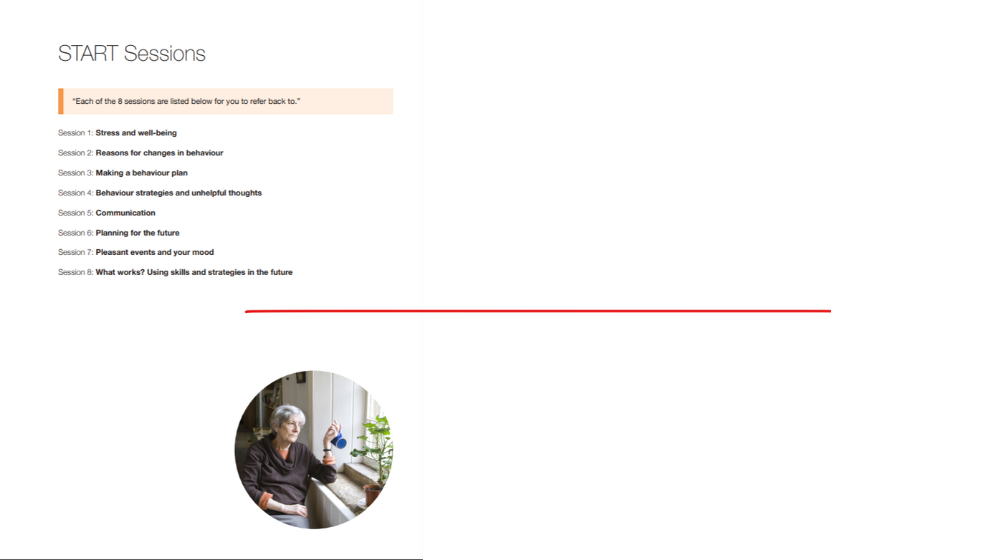 START Sessions
“Each of the 8 sessions are listed below for you to refer back to.”
Session 1: Stress and well-being
Session 2: Reasons for changes in behaviour
Session 3: Making a behaviour plan
Session 4: Behaviour strategies and unhelpful thoughts
Session 5: Communication
Session 6: Planning for the future
Session 7: Pleasant events and your mood
Session 8: What works? Using skills and strategies in the future